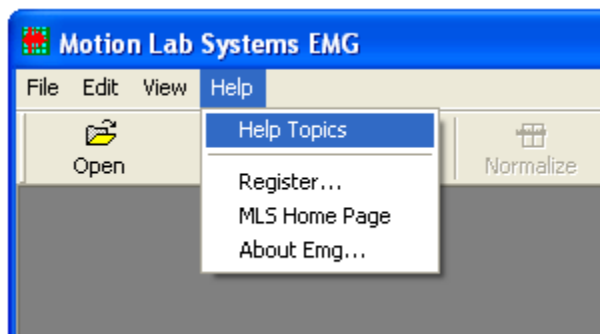 Motion Lab Systems EMG
File Edit View Help
Help Topics
Open
Normalize
Register...
MLS Home Page
About Emg...